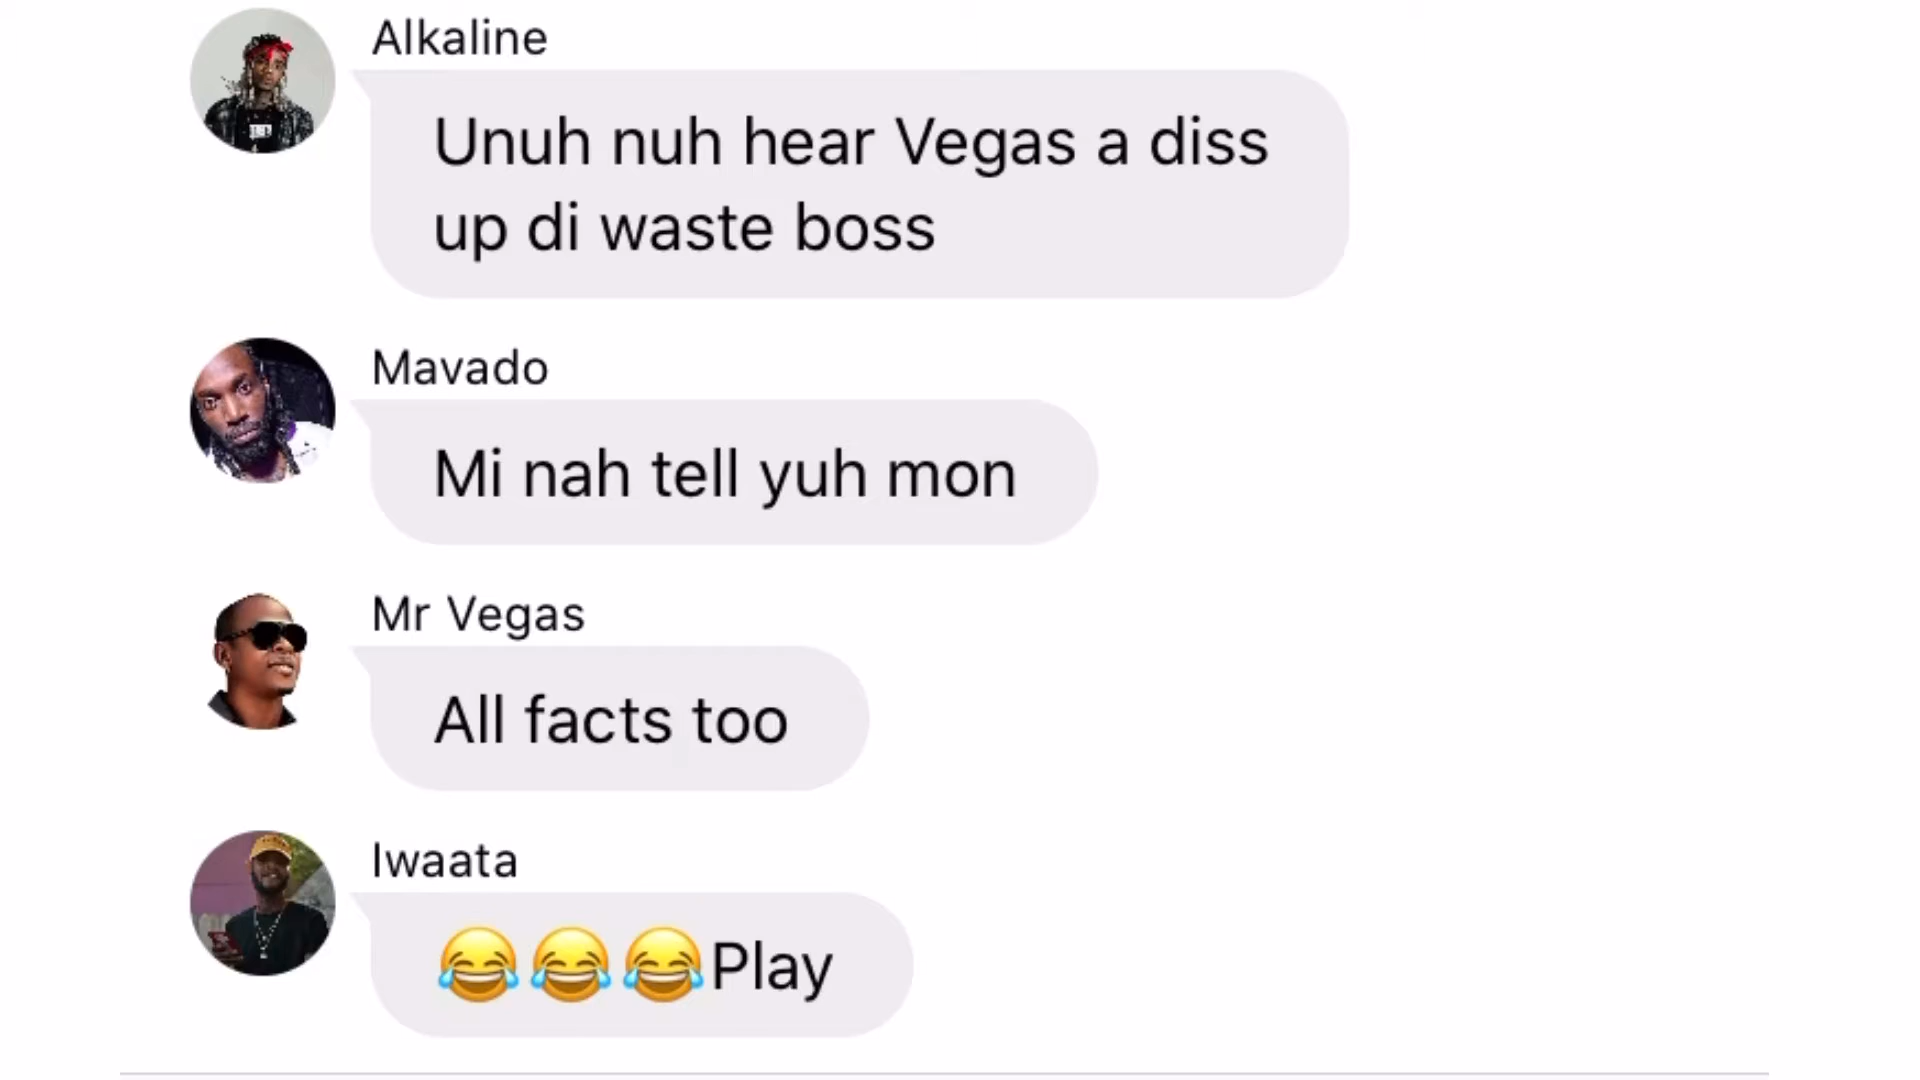 Alkaline
Unuh nuh hear Vegas a diss
up di waste boss
Mavado
Mi nah tell yuh mon
Mr Vegas
All facts too
Iwaata
😂😂😂Play